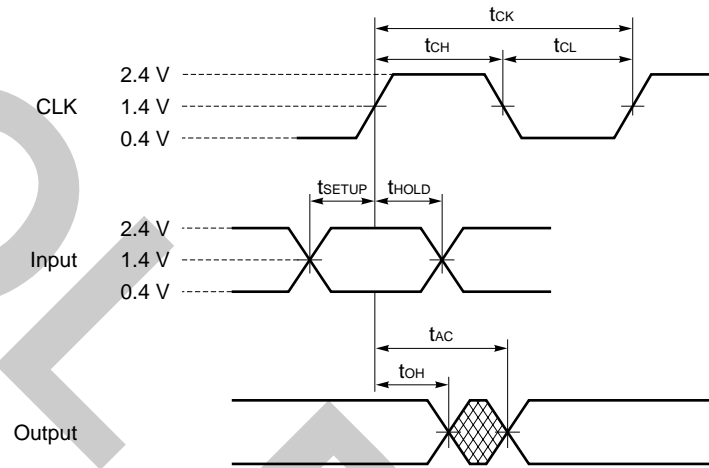 tCK
tCH tCL
2.4 V
CLK 1.4 V
0.4 V
tSETUP tHOLD
2.4 V
Input 1.4 V
0.4 V
tAC
tOH
Output